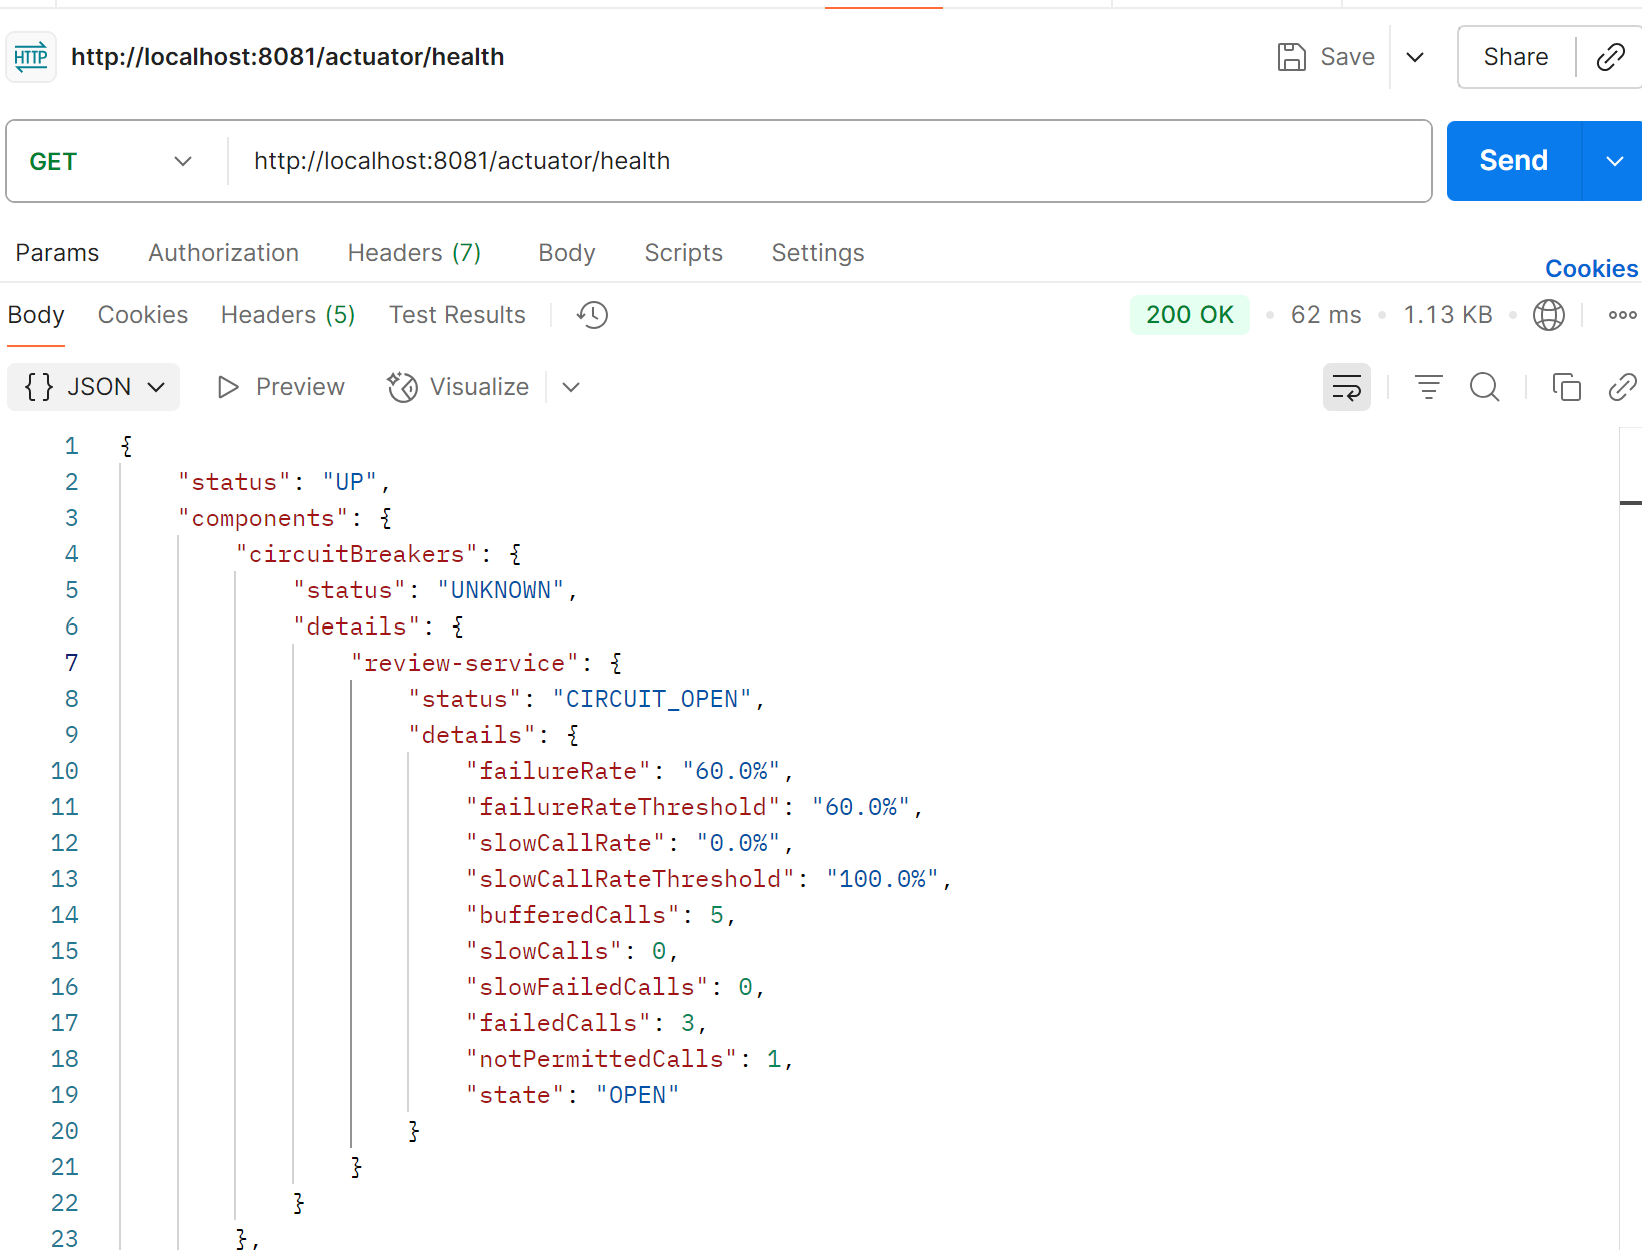 HTTP http://localhost:8081/actuator/health Save Share
GET http://localhost:8081/actuator/health Send
Params Authorization Headers (7) Body Scripts Settings
Cookies
Body Cookies Headers (5) Test Results 200 OK 62 ms 1.13 KB
{} JSON Preview Visualize
1 {
2 "status": "UP",
3 "components": {
4 "circuitBreakers": {
5 "status": "UNKNOWN",
6 "details": {
7 "review-service": {
8 "status": "CIRCUIT_OPEN",
9 "details": {
10 "failureRate": "60.0%",
11 "failureRateThreshold": "60.0%",
12 "slowCallRate": "0.0%",
13 "slowCallRateThreshold": "100.0%",
14 "bufferedCalls": 5,
15 "slowCalls": 0,
16 "slowFailedCalls": 0,
17 "failedCalls": 3,
18 "notPermittedCalls": 1,
19 "state": "OPEN"
20 }
21 }
22 }
23 },